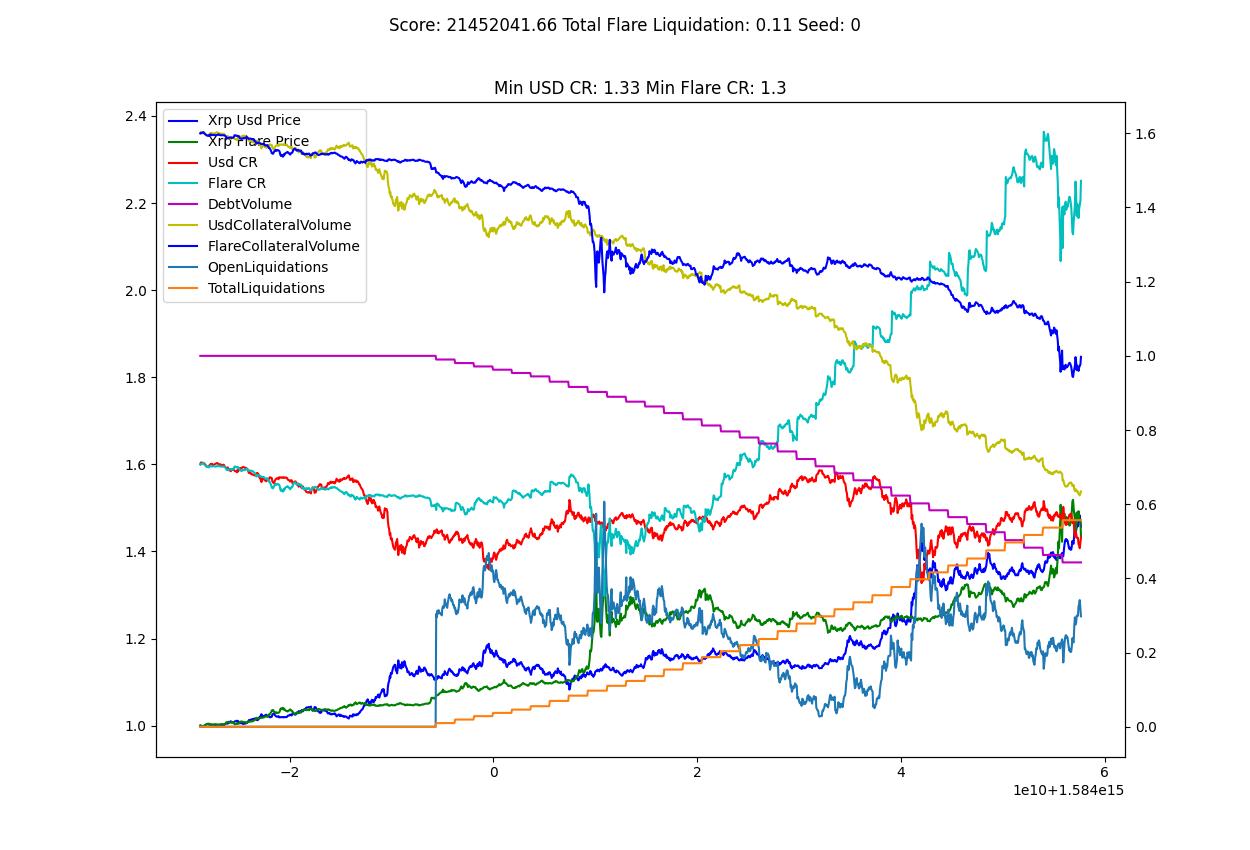 Score: 21452041.66 Total Flare Liquidation: 0.11 Seed: 0
Min USD CR: 1.33 Min Flare CR: 1.3
Xrp Usd Price
Xrp Flare Price
Usd CR
Flare CR
DebtVolume
UsdCollateralVolume
FlareCollateralVolume
OpenLiquidations
TotalLiquidations
2.4
2.2
2.0
1.8
1.6
1.4
1.2
1.0
1.6
1.4
1.2
1.0
0.8
0.6
0.4
0.2
0.0
−2 0 2 4 6
1e10+1.584e15